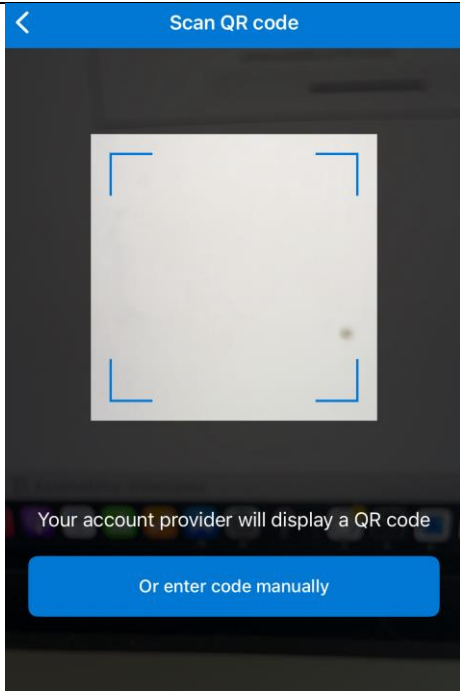 Scan QR code
Your account provider will display a QR code
Or enter code manually